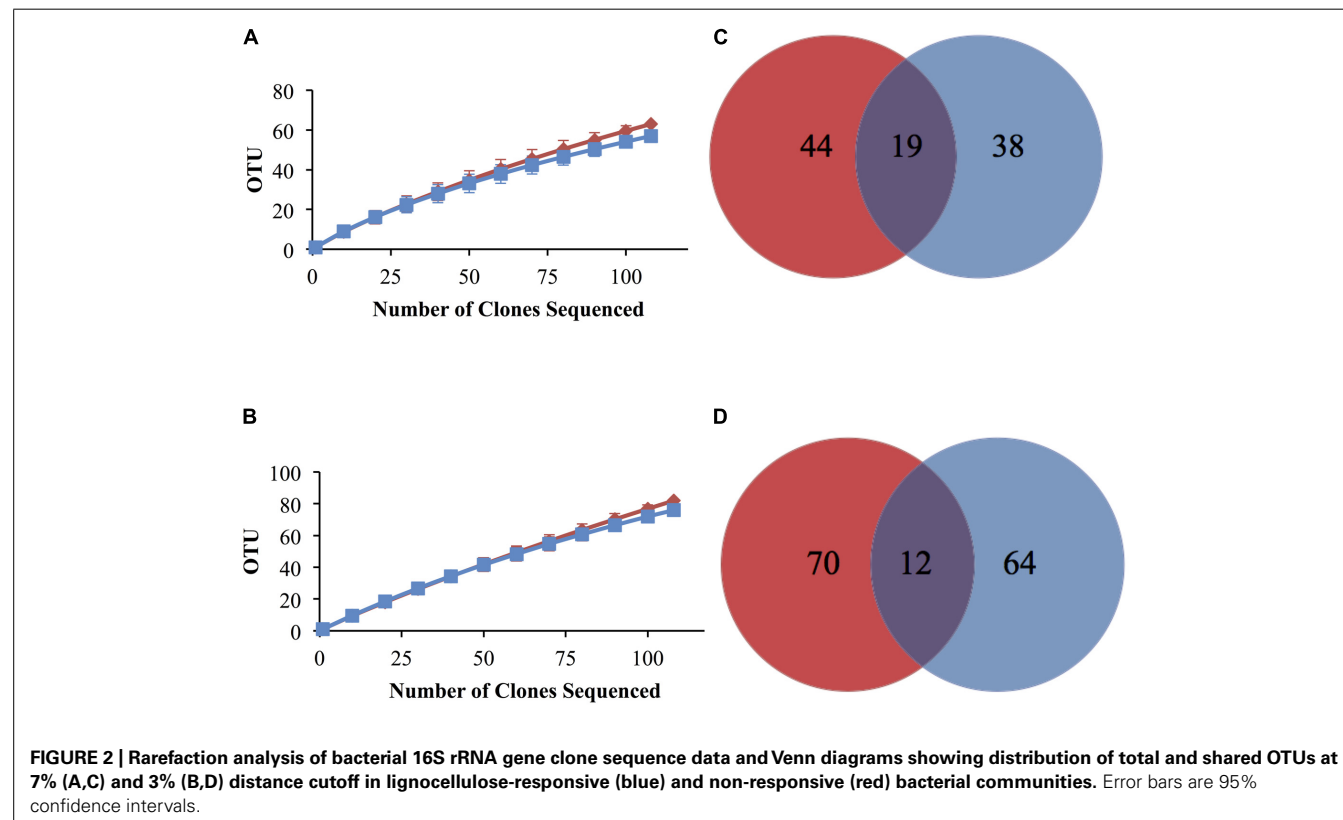 A
80
60
40
20
0
OTU
0 25 50 75 100
Number of Clones Sequenced
C
44 19 38
B
100
80
60
40
20
0
OTU
0 25 50 75 100
Number of Clones Sequenced
D
70 12 64
FIGURE 2 | Rarefaction analysis of bacterial 16S rRNA gene clone sequence data and Venn diagrams showing distribution of total and shared OTUs at
7% (A,C) and 3% (B,D) distance cutoff in lignocellulose-responsive (blue) and non-responsive (red) bacterial communities. Error bars are 95%
confidence intervals.